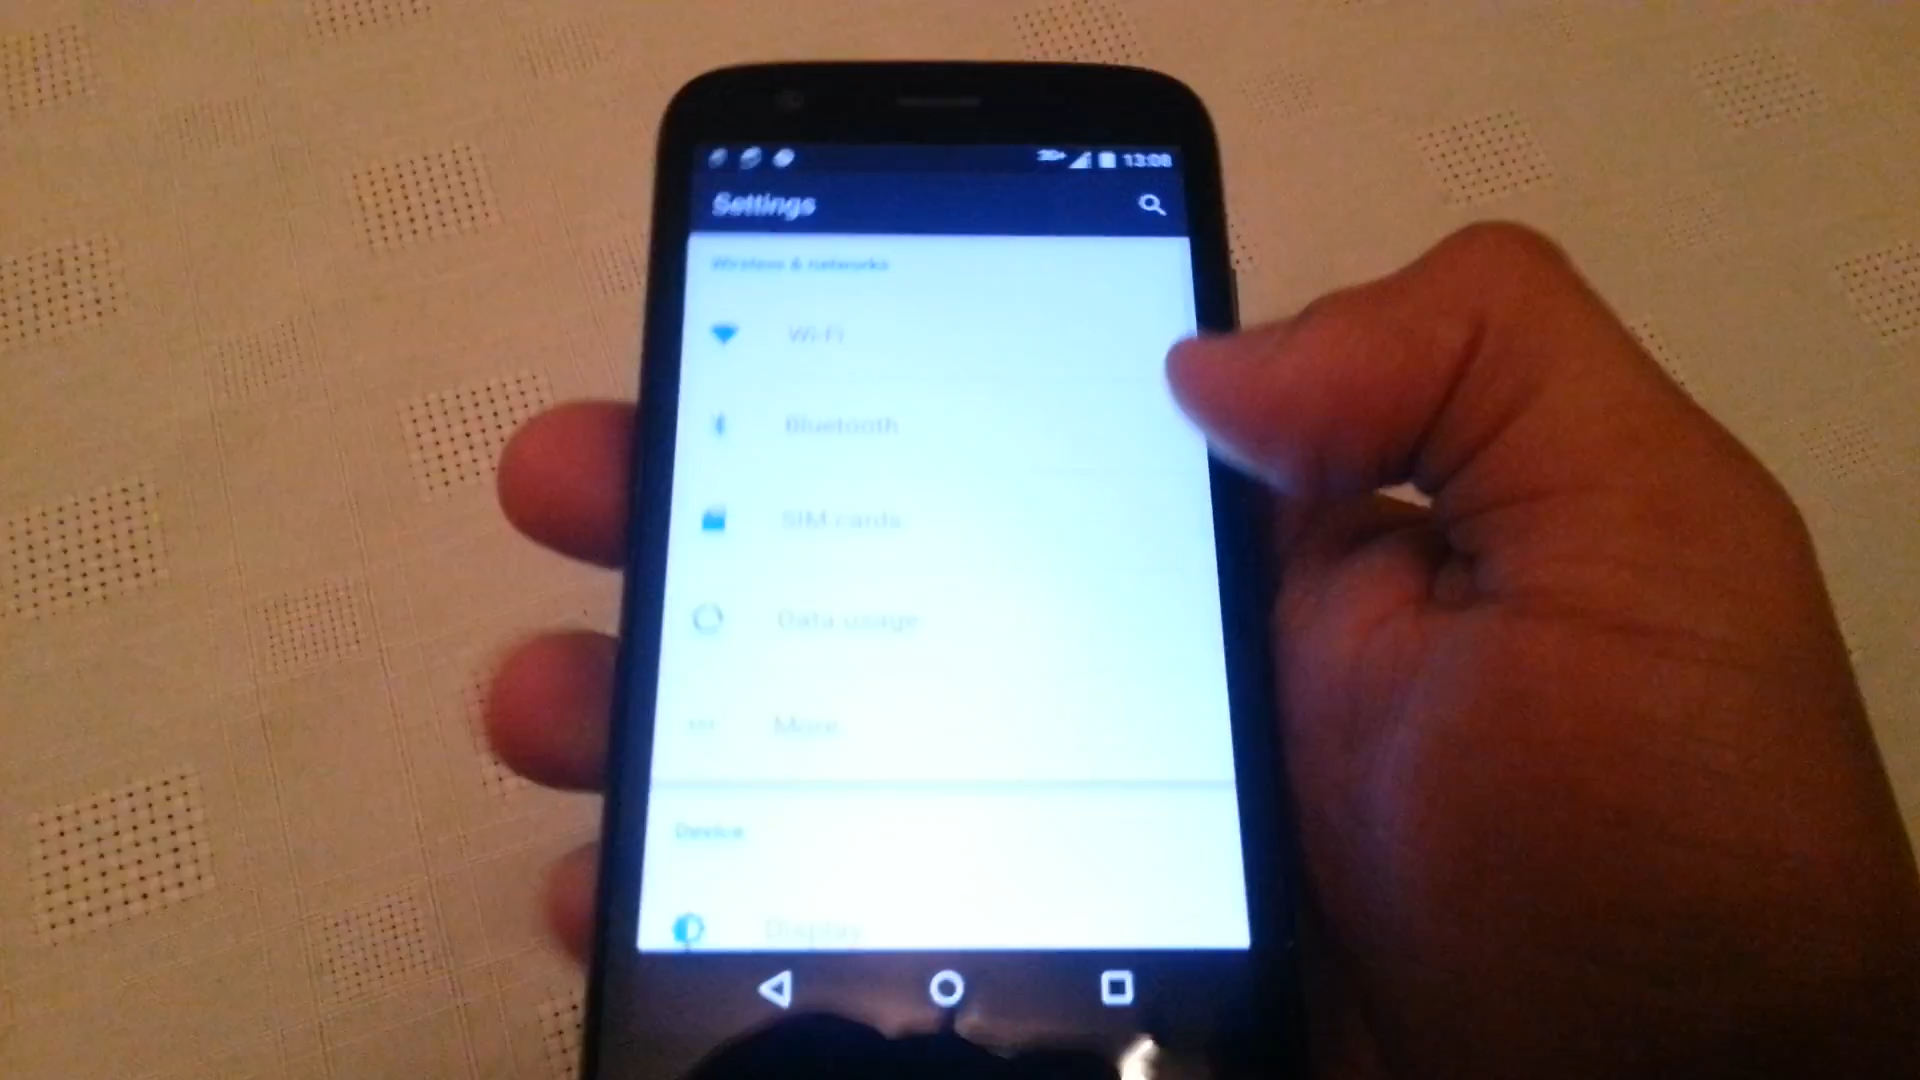 13:08
Settings
Wireless & networks
Wi-Fi
Bluetooth
SIM cards
Data usage
More
Device
Display